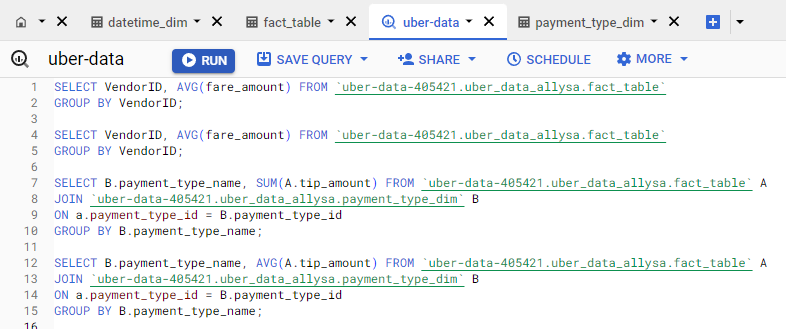 datetime_dim fact_table uber-data payment_type_dim
uber-data RUN SAVE QUERY SHARE SCHEDULE MORE
1 SELECT VendorID, AVG(fare_amount) FROM `uber-data-405421.uber_data_allysa.fact_table`
2 GROUP BY VendorID;
3
4 SELECT VendorID, AVG(fare_amount) FROM `uber-data-405421.uber_data_allysa.fact_table`
5 GROUP BY VendorID;
6
7 SELECT B.payment_type_name, SUM(A.tip_amount) FROM `uber-data-405421.uber_data_allysa.fact_table` A
8 JOIN `uber-data-405421.uber_data_allysa.payment_type_dim` B
9 ON a.payment_type_id = B.payment_type_id
10 GROUP BY B.payment_type_name;
11
12 SELECT B.payment_type_name, AVG(A.tip_amount) FROM `uber-data-405421.uber_data_allysa.fact_table` A
13 JOIN `uber-data-405421.uber_data_allysa.payment_type_dim` B
14 ON a.payment_type_id = B.payment_type_id
15 GROUP BY B.payment_type_name;
16